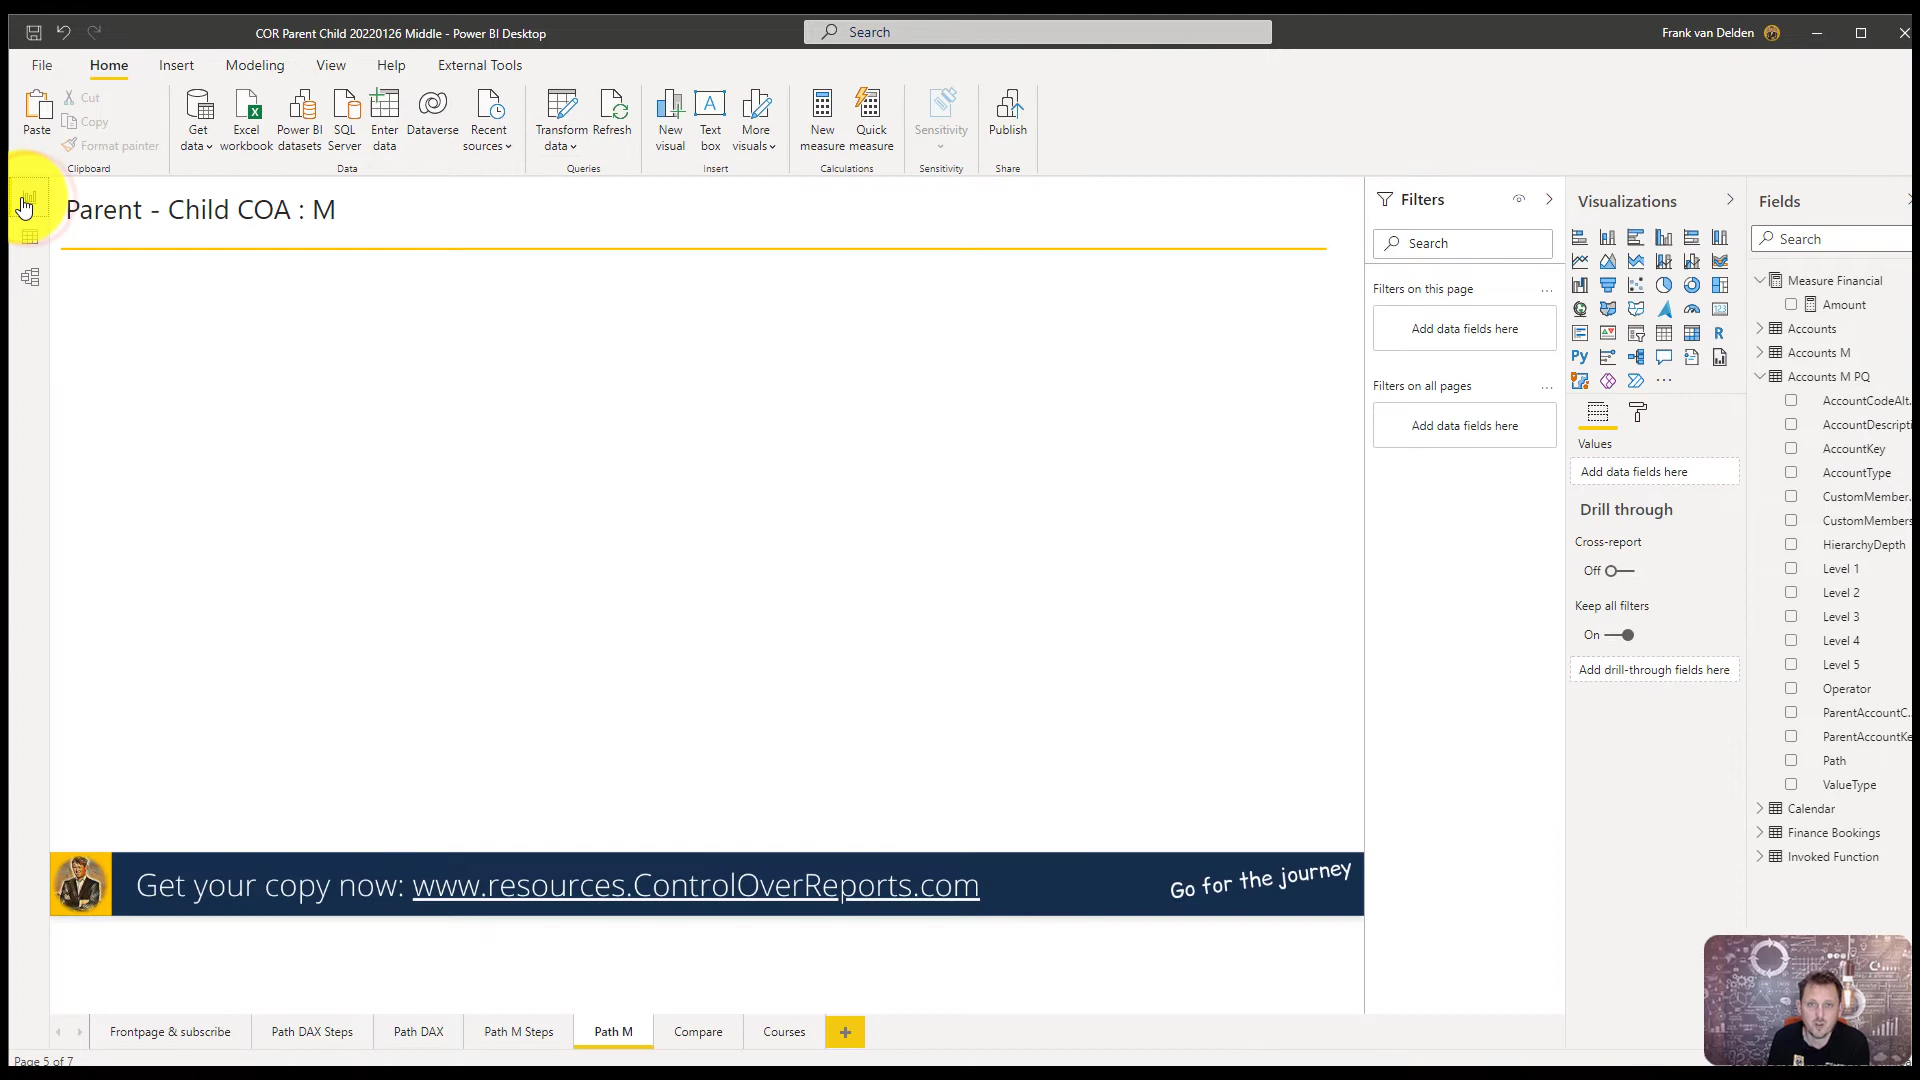 COR Parent Child 20220126 Middle - Power BI Desktop
Search
Frank van Delden
File
Home
Insert
Modeling
View
Help
External Tools
Paste
Cut
Copy
Format painter
Clipboard
Get data
Excel workbook
Power BI datasets
SQL Server
Enter data
Dataverse
Recent sources
Data
Transform data
Refresh
Queries
New visual
Text box
More visuals
Insert
New measure
Quick measure
Calculations
Sensitivity
Sensitivity
Publish
Share
Parent - Child COA : M
Get your copy now: www.resources.ControlOverReports.com
Go for the journey
Filters
Search
Filters on this page
Add data fields here
Filters on all pages
Add data fields here
Visualizations
R
Py
123
Values
Add data fields here
Drill through
Cross-report
Off
Keep all filters
On
Add drill-through fields here
Fields
Search
Measure Financial
Amount
Accounts
Accounts M
Accounts M PQ
AccountCodeAlt...
AccountDescripti
AccountKey
AccountType
CustomMember...
CustomMembers
HierarchyDepth
Level 1
Level 2
Level 3
Level 4
Level 5
Operator
ParentAccountC...
ParentAccountKe
Path
ValueType
Calendar
Finance Bookings
Invoked Function
Frontpage & subscribe
Path DAX Steps
Path DAX
Path M Steps
Path M
Compare
Courses
Page 5 of 7